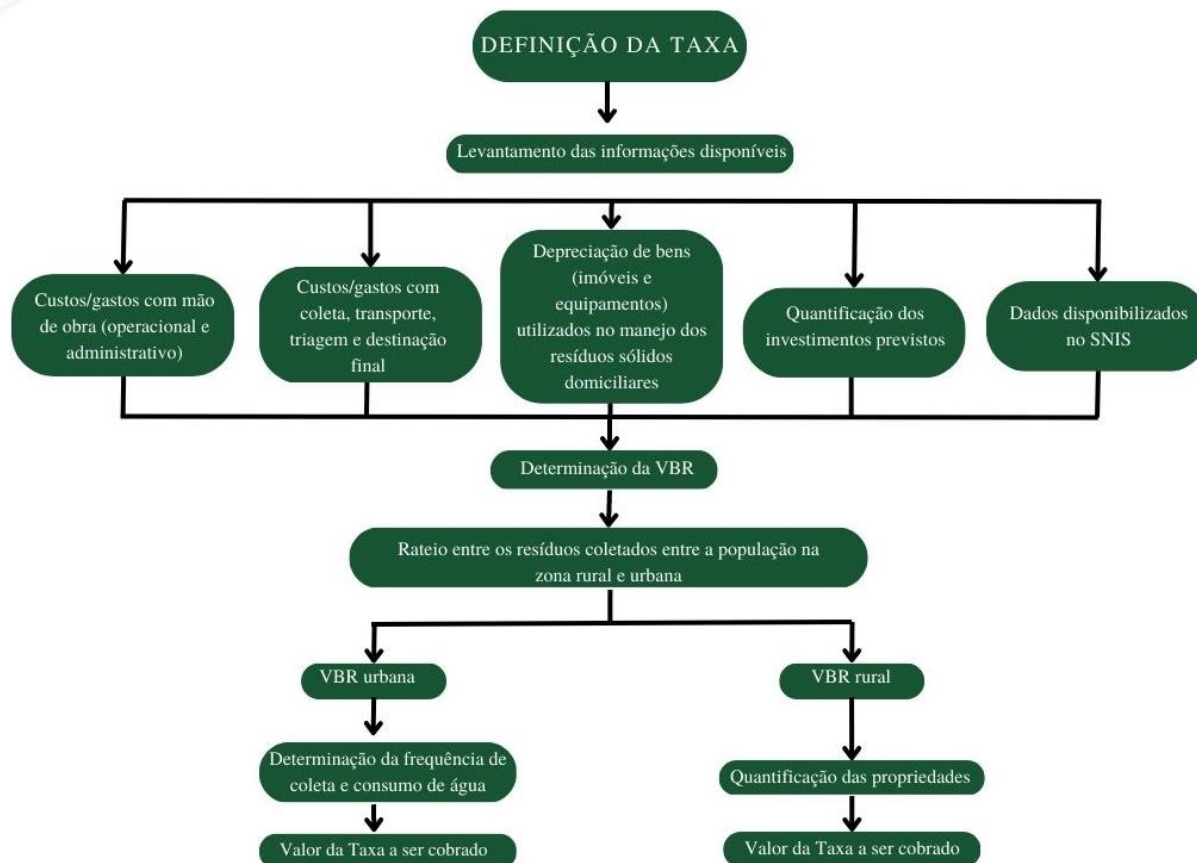 DEFINIÇÃO DA TAXA
Levantamento das informações disponíveis
Custos/gastos com mão
de obra (operacional e
administrativo)
Custos/gastos com
coleta, transporte,
triagem e destinação
final
Depreciação de bens
(imóveis e
equipamentos)
utilizados no manejo dos
resíduos sólidos
domiciliares
Quantificação dos
investimentos previstos
Dados disponibilizados
no SNIS
Determinação da VBR
Rateio entre os resíduos coletados entre a população na
zona rural e urbana
VBR urbana
Determinação da frequência de
coleta e consumo de água
Valor da Taxa a ser cobrado
VBR rural
Quantificação das propriedades
Valor da Taxa a ser cobrado